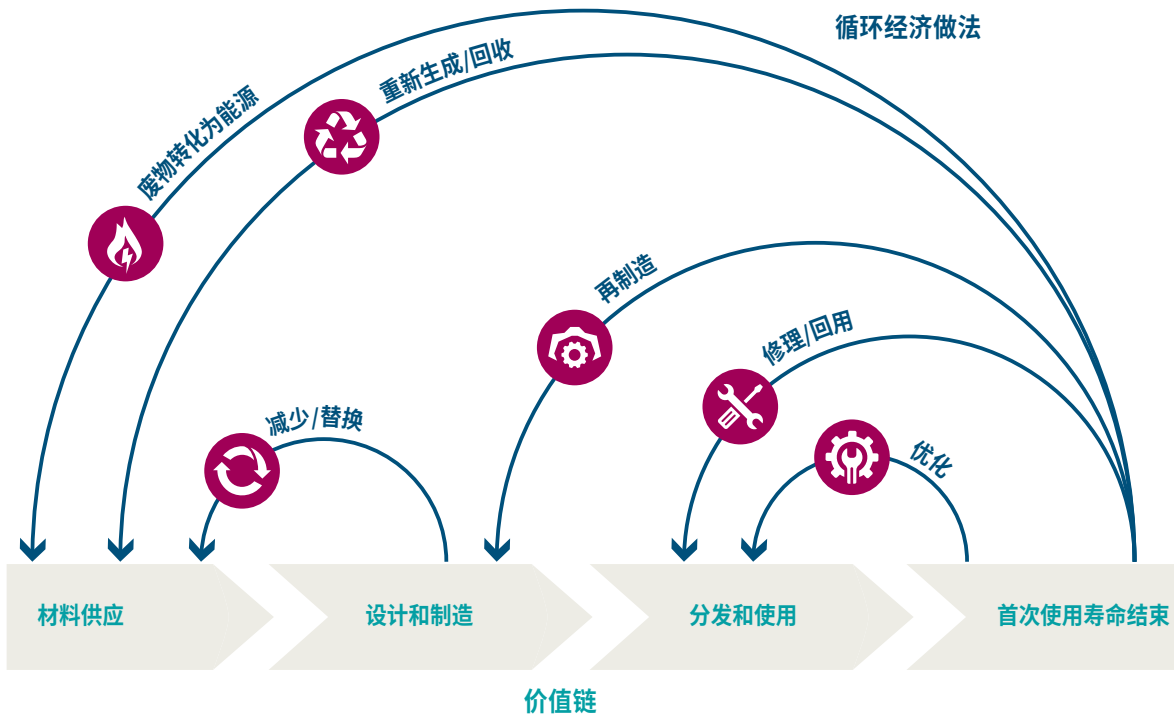 循环经济做法
重新生成/回收
废物转化为能源
再制造
修理/回用
减少/替换
优化
材料供应
设计和制造
分发和使用
首次使用寿命结束
价值链